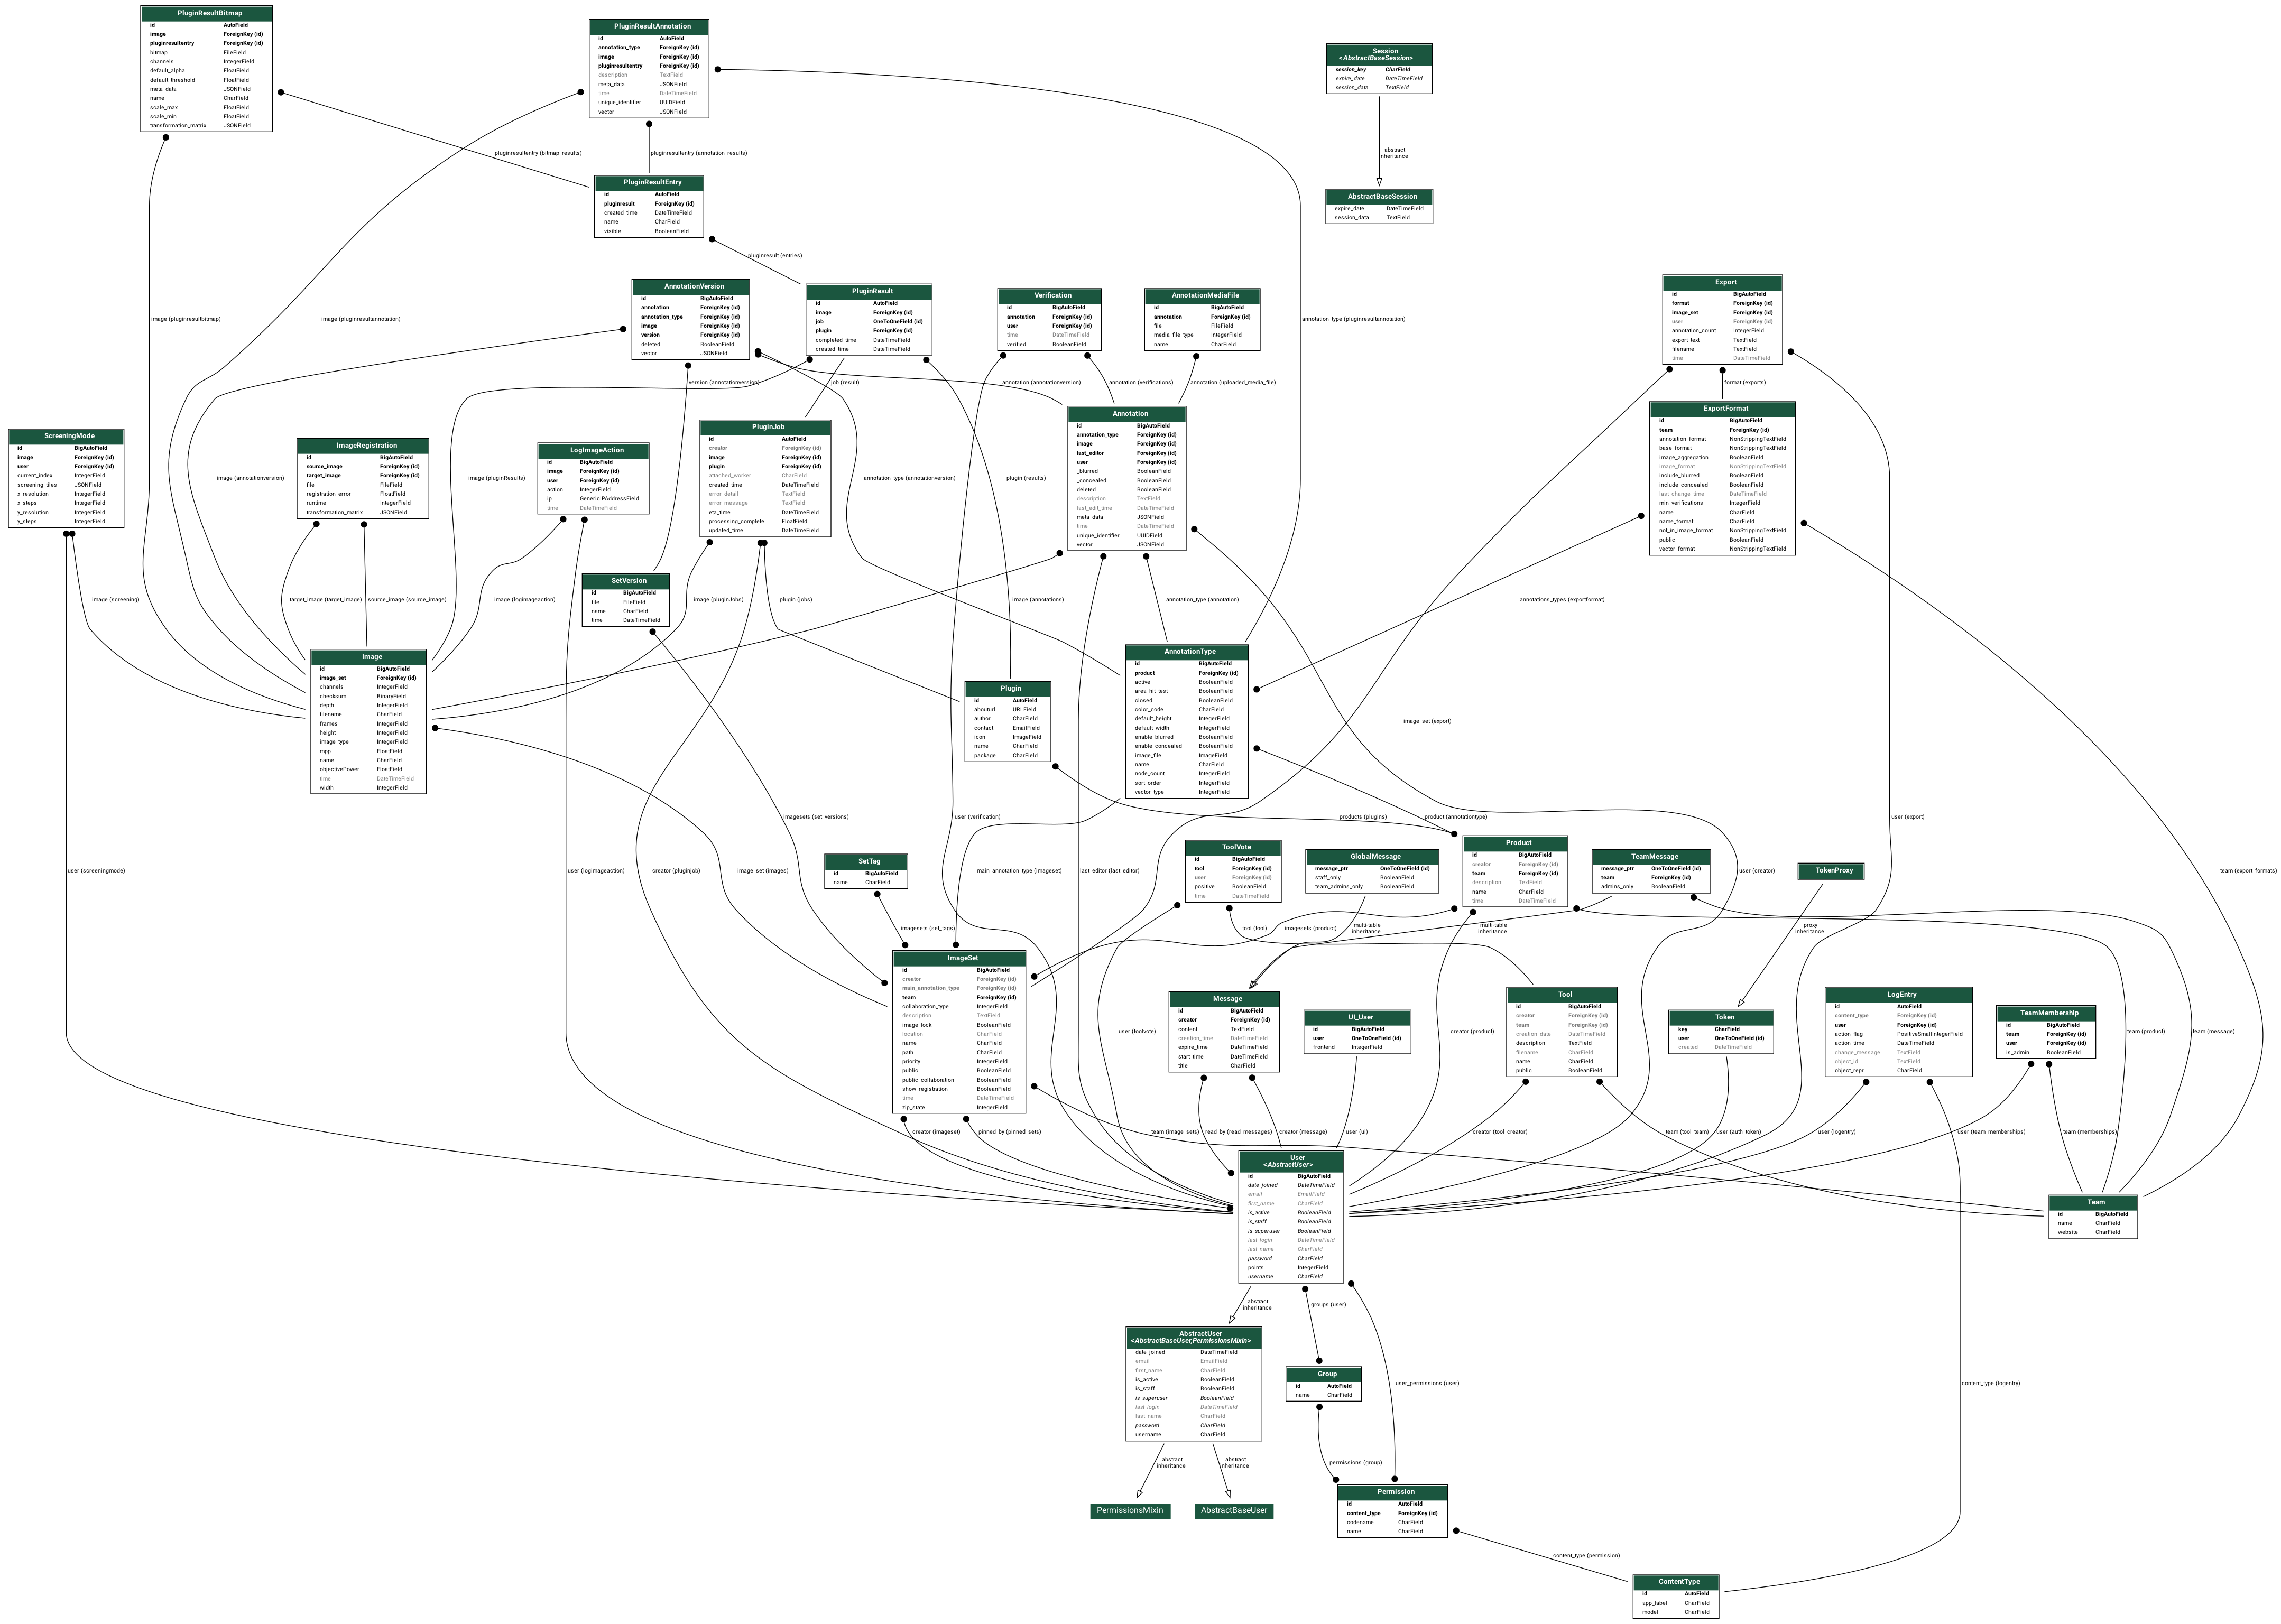 PluginResultBitmap
id AutoField
image ForeignKey (id)
pluginresultentry ForeignKey (id)
bitmap FileField
channels IntegerField
default_alpha FloatField
default_threshold FloatField
meta_data JSONField
name CharField
scale_max FloatField
scale_min FloatField
transformation_matrix JSONField
PluginResultAnnotation
id AutoField
annotation_type ForeignKey (id)
image ForeignKey (id)
pluginresultentry ForeignKey (id)
description TextField
meta_data JSONField
time DateTimeField
unique_identifier UUIDField
vector JSONField
Session
<AbstractBaseSession>
session_key CharField
expire_date DateTimeField
session_data TextField
pluginresultentry (bitmap_results)
pluginresultentry (annotation_results)
abstract
inheritance
PluginResultEntry
id AutoField
pluginresult ForeignKey (id)
created_time DateTimeField
name CharField
visible BooleanField
AbstractBaseSession
expire_date DateTimeField
session_data TextField
pluginresult (entries)
AnnotationVersion
id BigAutoField
annotation ForeignKey (id)
annotation_type ForeignKey (id)
image ForeignKey (id)
version ForeignKey (id)
deleted BooleanField
vector JSONField
PluginResult
id AutoField
image ForeignKey (id)
job OneToOneField (id)
plugin ForeignKey (id)
completed_time DateTimeField
created_time DateTimeField
Verification
id BigAutoField
annotation ForeignKey (id)
user ForeignKey (id)
time DateTimeField
verified BooleanField
AnnotationMediaFile
id BigAutoField
annotation ForeignKey (id)
file FileField
media_file_type IntegerField
name CharField
Export
id BigAutoField
format ForeignKey (id)
image_set ForeignKey (id)
user ForeignKey (id)
annotation_count IntegerField
export_text TextField
filename TextField
time DateTimeField
image (pluginresultbitmap)
image (pluginresultannotation)
annotation_type (pluginresultannotation)
version (annotationversion)
job (result)
annotation (annotationversion)
annotation (verifications)
annotation (uploaded_media_file)
format (exports)
ScreeningMode
id BigAutoField
image ForeignKey (id)
user ForeignKey (id)
current_index IntegerField
screening_tiles JSONField
x_resolution IntegerField
x_steps IntegerField
y_resolution IntegerField
y_steps IntegerField
ImageRegistration
id BigAutoField
source_image ForeignKey (id)
target_image ForeignKey (id)
file FileField
registration_error FloatField
runtime IntegerField
transformation_matrix JSONField
LogImageAction
id BigAutoField
image ForeignKey (id)
user ForeignKey (id)
action IntegerField
ip GenericIPAddressField
time DateTimeField
PluginJob
id AutoField
creator ForeignKey (id)
image ForeignKey (id)
plugin ForeignKey (id)
attached_worker CharField
created_time DateTimeField
error_detail TextField
error_message TextField
eta_time DateTimeField
processing_complete FloatField
updated_time DateTimeField
Annotation
id BigAutoField
annotation_type ForeignKey (id)
image ForeignKey (id)
last_editor ForeignKey (id)
user ForeignKey (id)
_blurred BooleanField
_concealed BooleanField
deleted BooleanField
description TextField
last_edit_time DateTimeField
meta_data JSONField
time DateTimeField
unique_identifier UUIDField
vector JSONField
ExportFormat
id BigAutoField
team ForeignKey (id)
annotation_format NonStrippingTextField
base_format NonStrippingTextField
image_aggregation BooleanField
image_format NonStrippingTextField
include_blurred BooleanField
include_concealed BooleanField
last_change_time DateTimeField
min_verifications IntegerField
name CharField
name_format CharField
not_in_image_format NonStrippingTextField
public BooleanField
vector_format NonStrippingTextField
image (annotationversion)
image (pluginResults)
annotation_type (annotationversion)
plugin (results)
SetVersion
id BigAutoField
file FileField
name CharField
time DateTimeField
image (screening)
target_image (target_image)
source_image (source_image)
image (logimageaction)
image (pluginJobs)
plugin (jobs)
image (annotations)
annotation_type (annotation)
annotations_types (exportformat)
Image
id BigAutoField
image_set ForeignKey (id)
channels IntegerField
checksum BinaryField
depth IntegerField
filename CharField
frames IntegerField
height IntegerField
image_type IntegerField
mpp FloatField
name CharField
objectivePower FloatField
time DateTimeField
width IntegerField
Plugin
id AutoField
abouturl URLField
author CharField
contact EmailField
icon ImageField
name CharField
package CharField
AnnotationType
id BigAutoField
product ForeignKey (id)
active BooleanField
area_hit_test BooleanField
closed BooleanField
color_code CharField
default_height IntegerField
default_width IntegerField
enable_blurred BooleanField
enable_concealed BooleanField
image_file ImageField
name CharField
node_count IntegerField
sort_order IntegerField
vector_type IntegerField
image_set (export)
imagesets (set_versions)
user (verification)
products (plugins)
product (annotationtype)
user (export)
SetTag
id BigAutoField
name CharField
ToolVote
id BigAutoField
tool ForeignKey (id)
user ForeignKey (id)
positive BooleanField
time DateTimeField
GlobalMessage
message_ptr OneToOneField (id)
staff_only BooleanField
team_admins_only BooleanField
Product
id BigAutoField
creator ForeignKey (id)
team ForeignKey (id)
description TextField
name CharField
time DateTimeField
TeamMessage
message_ptr OneToOneField (id)
team ForeignKey (id)
admins_only BooleanField
TokenProxy
user (screeningmode)
user (logimageaction)
creator (pluginjob)
image_set (images)
main_annotation_type (imageset)
last_editor (last_editor)
user (creator)
team (export_formats)
imagesets (set_tags)
tool (tool)
imagesets (product)
multi-table
inheritance
multi-table
inheritance
proxy
inheritance
ImageSet
id BigAutoField
creator ForeignKey (id)
main_annotation_type ForeignKey (id)
team ForeignKey (id)
collaboration_type IntegerField
description TextField
image_lock BooleanField
location CharField
name CharField
path CharField
priority IntegerField
public BooleanField
public_collaboration BooleanField
show_registration BooleanField
time DateTimeField
zip_state IntegerField
Message
id BigAutoField
creator ForeignKey (id)
content TextField
creation_time DateTimeField
expire_time DateTimeField
start_time DateTimeField
title CharField
UI_User
id BigAutoField
user OneToOneField (id)
frontend IntegerField
Tool
id BigAutoField
creator ForeignKey (id)
team ForeignKey (id)
creation_date DateTimeField
description TextField
filename CharField
name CharField
public BooleanField
Token
key CharField
user OneToOneField (id)
created DateTimeField
LogEntry
id AutoField
content_type ForeignKey (id)
user ForeignKey (id)
action_flag PositiveSmallIntegerField
action_time DateTimeField
change_message TextField
object_id TextField
object_repr CharField
TeamMembership
id BigAutoField
team ForeignKey (id)
user ForeignKey (id)
is_admin BooleanField
user (toolvote)
creator (product)
team (product)
team (message)
creator (imageset)
pinned_by (pinned_sets)
team (image_sets)
read_by (read_messages)
creator (message)
user (ui)
creator (tool_creator)
team (tool_team)
user (auth_token)
user (logentry)
user (team_memberships)
team (memberships)
User
<AbstractUser>
id BigAutoField
date_joined DateTimeField
email EmailField
first_name CharField
is_active BooleanField
is_staff BooleanField
is_superuser BooleanField
last_login DateTimeField
last_name CharField
password CharField
points IntegerField
username CharField
Team
id BigAutoField
name CharField
website CharField
abstract
inheritance
groups (user)
AbstractUser
<AbstractBaseUser,PermissionsMixin>
date_joined DateTimeField
email EmailField
first_name CharField
is_active BooleanField
is_staff BooleanField
is_superuser BooleanField
last_login DateTimeField
last_name CharField
password CharField
username CharField
Group
id AutoField
name CharField
user_permissions (user)
content_type (logentry)
abstract
inheritance
abstract
inheritance
permissions (group)
PermissionsMixin
AbstractBaseUser
Permission
id AutoField
content_type ForeignKey (id)
codename CharField
name CharField
content_type (permission)
ContentType
id AutoField
app_label CharField
model CharField